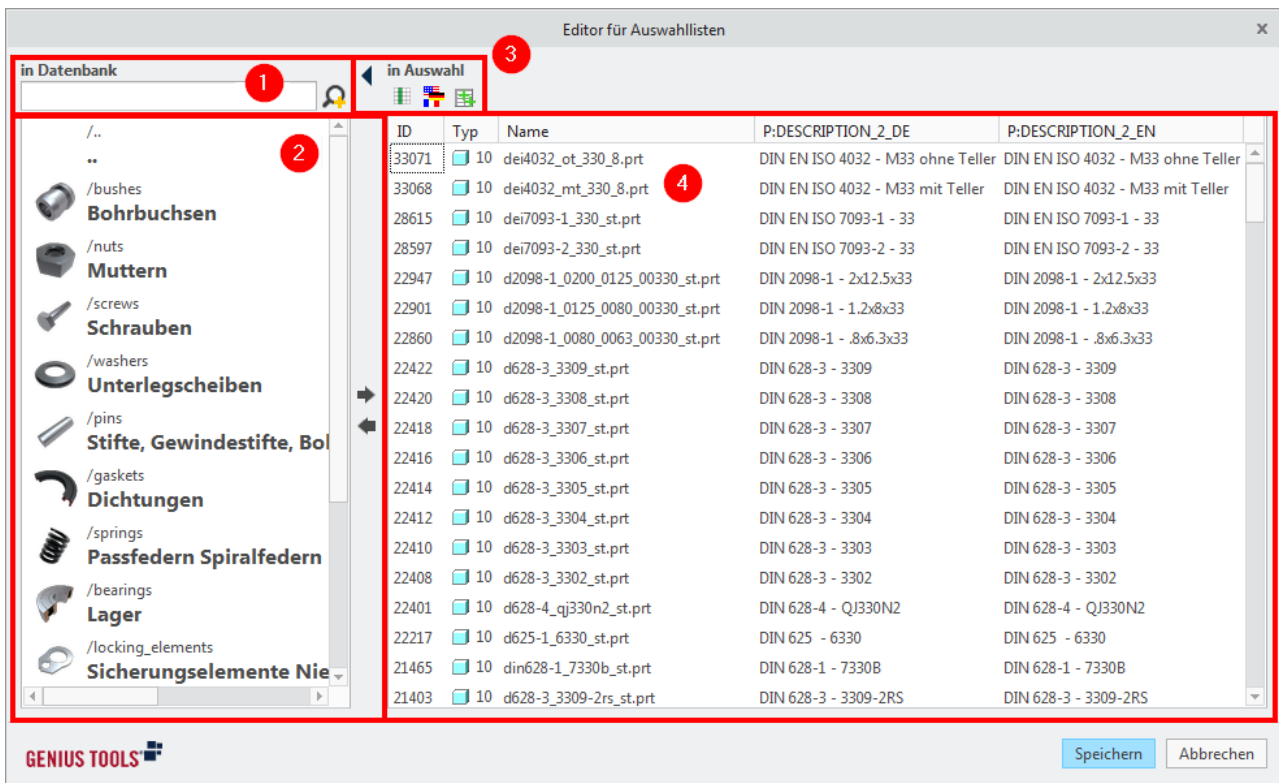 Editor für Auswahllisten x
in Datenbank
1
in Auswahl
3
/..
..
2
/bushes
Bohrbuchsen
/nuts
Muttern
/screws
Schrauben
/washers
Unterlegscheiben
/pins
Stifte, Gewindestifte, Bol
/gaskets
Dichtungen
/springs
Passfedern Spiralfedern
/bearings
Lager
/locking_elements
Sicherungselemente Nie
ID Typ Name P:DESCRIPTION_2_DE P:DESCRIPTION_2_EN
33071 10 dei4032_ot_330_8.prt DIN EN ISO 4032 - M33 ohne Teller DIN EN ISO 4032 - M33 ohne Teller
33068 10 dei4032_mt_330_8.prt 4 DIN EN ISO 4032 - M33 mit Teller DIN EN ISO 4032 - M33 mit Teller
28615 10 dei7093-1_330_st.prt DIN EN ISO 7093-1 - 33 DIN EN ISO 7093-1 - 33
28597 10 dei7093-2_330_st.prt DIN EN ISO 7093-2 - 33 DIN EN ISO 7093-2 - 33
22947 10 d2098-1_0200_0125_00330_st.prt DIN 2098-1 - 2x12.5x33 DIN 2098-1 - 2x12.5x33
22901 10 d2098-1_0125_0080_00330_st.prt DIN 2098-1 - 1.2x8x33 DIN 2098-1 - 1.2x8x33
22860 10 d2098-1_0080_0063_00330_st.prt DIN 2098-1 - .8x6.3x33 DIN 2098-1 - .8x6.3x33
22422 10 d628-3_3309_st.prt DIN 628-3 - 3309 DIN 628-3 - 3309
22420 10 d628-3_3308_st.prt DIN 628-3 - 3308 DIN 628-3 - 3308
22418 10 d628-3_3307_st.prt DIN 628-3 - 3307 DIN 628-3 - 3307
22416 10 d628-3_3306_st.prt DIN 628-3 - 3306 DIN 628-3 - 3306
22414 10 d628-3_3305_st.prt DIN 628-3 - 3305 DIN 628-3 - 3305
22412 10 d628-3_3304_st.prt DIN 628-3 - 3304 DIN 628-3 - 3304
22410 10 d628-3_3303_st.prt DIN 628-3 - 3303 DIN 628-3 - 3303
22408 10 d628-3_3302_st.prt DIN 628-3 - 3302 DIN 628-3 - 3302
22401 10 d628-4_qj330n2_st.prt DIN 628-4 - QJ330N2 DIN 628-4 - QJ330N2
22217 10 d625-1_6330_st.prt DIN 625 - 6330 DIN 625 - 6330
21465 10 din628-1_7330b_st.prt DIN 628-1 - 7330B DIN 628-1 - 7330B
21403 10 d628-3_3309-2rs_st.prt DIN 628-3 - 3309-2RS DIN 628-3 - 3309-2RS
GENIUS TOOLS
Speichern Abbrechen